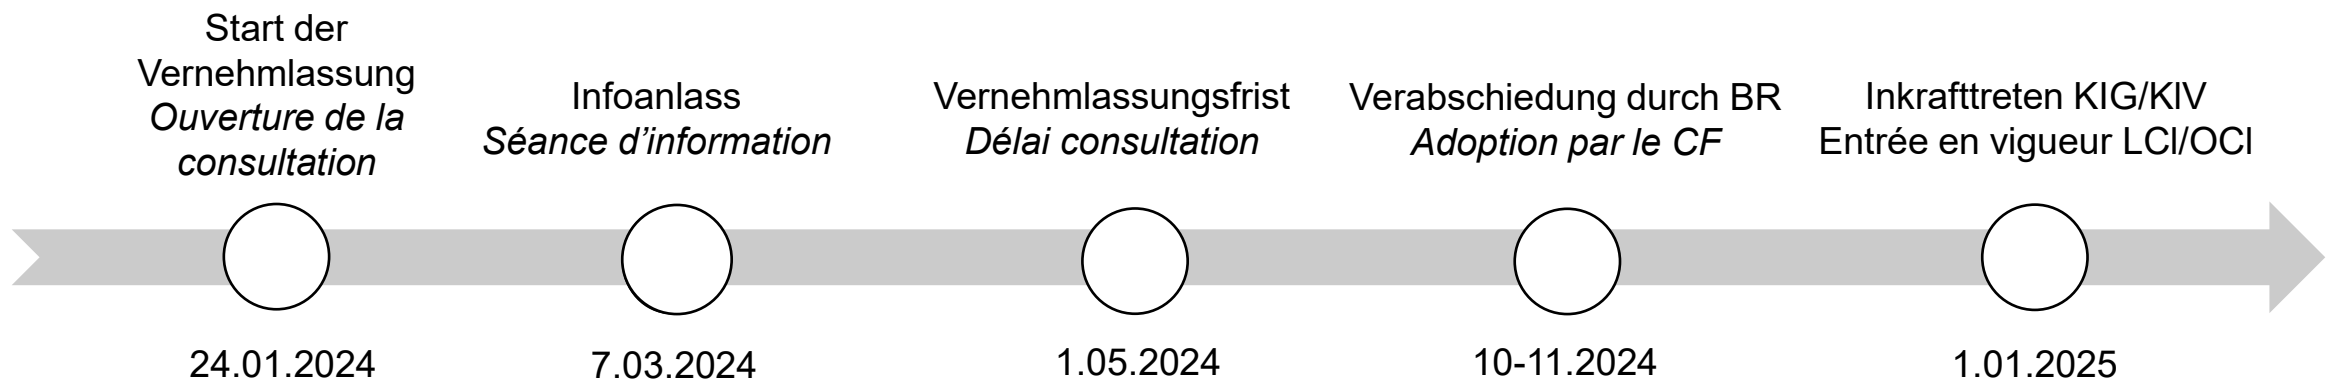 Start der
Vernehmlassung
Ouverture de la
consultation
Infoanlass
Séance d’information
Vernehmlassungsfrist
Délai consultation
Verabschiedung durch BR
Adoption par le CF
Inkrafttreten KIG/KIV
Entrée en vigueur LCl/OCl
24.01.2024
7.03.2024
1.05.2024
10-11.2024
1.01.2025